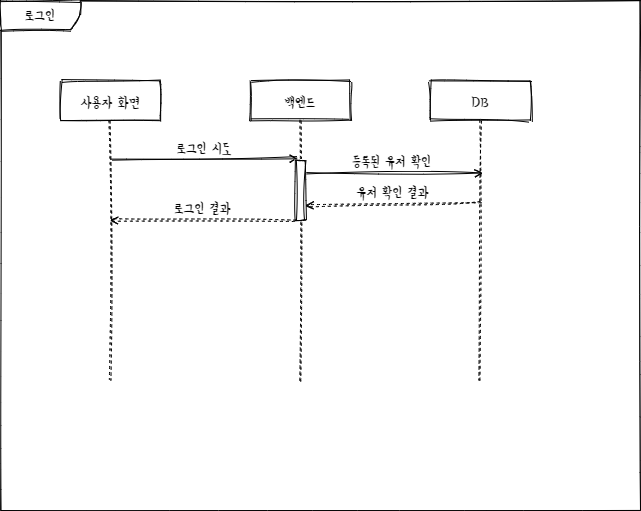 로그인
사용자 화면
백엔드
DB
로그인 시도
등록된 유저 확인
유저 확인 결과
로그인 결과